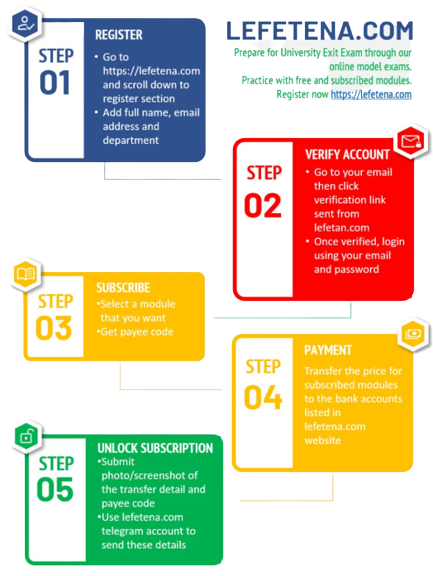 LEFETENA.COM
Prepare for University Exit Exam through our
online model exams.
Practice with free and subscribed modules.
Register now https://lefetena.com
STEP
01
REGISTER
• Go to
https://lefetena.com
and scroll down to
register section
• Add full name, email
address and
department
STEP
02
VERIFY ACCOUNT
• Go to your email
then click
verification link
sent from
lefetan.com
• Once verified, login
using your email
and password
STEP
03
SUBSCRIBE
•Select a module
that you want
•Get payee code
STEP
04
PAYMENT
Transfer the price for
subscribed modules
to the bank accounts
listed in
lefetena.com
website
STEP
05
UNLOCK SUBSCRIPTION
•Submit
photo/screenshot of
the transfer detail and
payee code
•Use lefetena.com
telegram account to
send these details